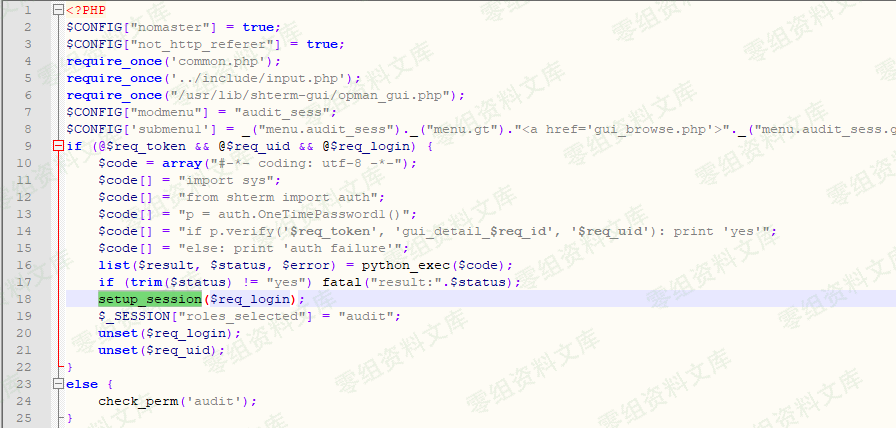 1 <?PHP
2 $CONFIG["nomaster"] = true;
3 $CONFIG["not_http_referer"] = true;
4 require_once('common.php');
5 require_once('../include/input.php');
6 require_once("/usr/lib/shterm-gui/opman_gui.php");
7 $CONFIG["modmenu"] = "audit_sess";
8 $CONFIG['submenu1'] = _("menu.audit_sess")._("menu.gt")."<a href='gui_browse.php'>"._("menu.audit_sess.g
9 if (@$req_token && @$req_uid && @$req_login) {
10 $code = array("#-*- coding: utf-8 -*-");
11 $code[] = "import sys";
12 $code[] = "from shterm import auth";
13 $code[] = "p = auth.OneTimePassword1()";
14 $code[] = "if p.verify('$req_token', 'gui_detail_$req_id', '$req_uid'): print 'yes'";
15 $code[] = "else: print 'auth failure'";
16 list($result, $status, $error) = python_exec($code);
17 if (trim($status) != "yes") fatal("result:".$status);
18 setup_session($req_login);
19 $_SESSION["roles_selected"] = "audit";
20 unset($req_login);
21 unset($req_uid);
22 }
23 else {
24 check_perm('audit');
25 }
零组资料文库